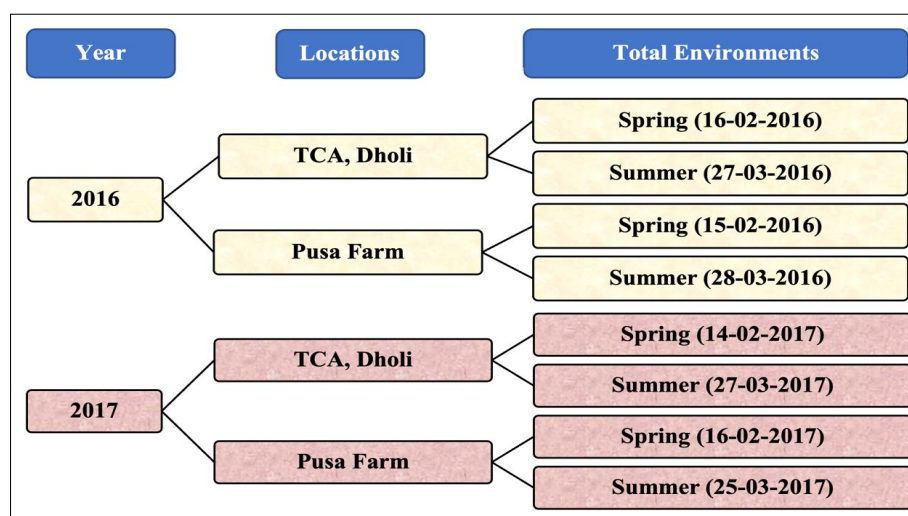 Year
Locations
Total Environments
2016
TCA, Dholi
Spring (16-02-2016)
Summer (27-03-2016)
Pusa Farm
Spring (15-02-2016)
Summer (28-03-2016)
2017
TCA, Dholi
Spring (14-02-2017)
Summer (27-03-2017)
Pusa Farm
Spring (16-02-2017)
Summer (25-03-2017)